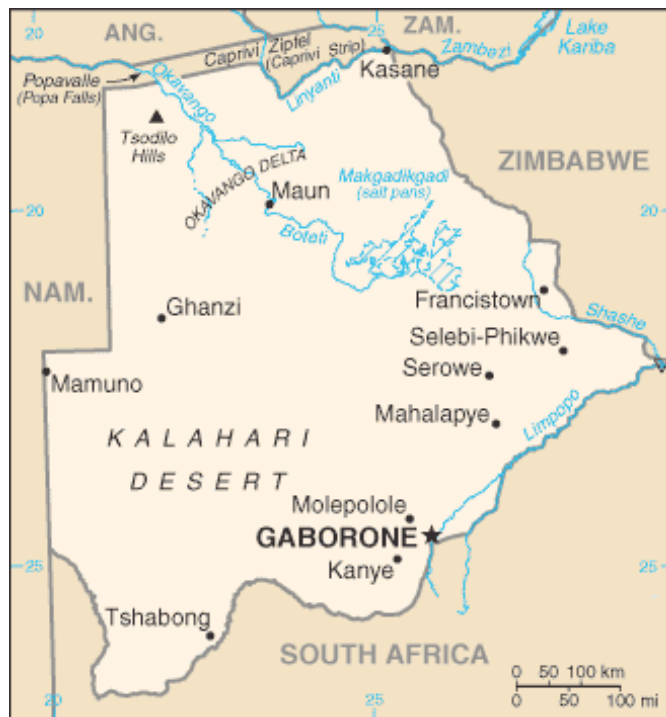 20
ANG.
25
ZAM.
Lake
Kariba
Caprivi Zipfel
(Caprivi Strip)
Zambezi
Popavalle
(Popa Falls)
Okavango
Linyanti
Kasane
Tsodilo
Hills
ZIMBABWE
OKAVANGO DELTA
Makgadikgadi
(salt pans)
20
Maun
20
Boteti
NAM.
Ghanzi
Francistown
Shashe
Selebi-Phikwe
Mamuno
Serowe
Mahalapye
Limpopo
KALAHARI
DESERT
Molepolole
GABORONE
25
Kanye
25
Tshabong
SOUTH AFRICA
0 50 100 km
0 50 100 mi
20
25